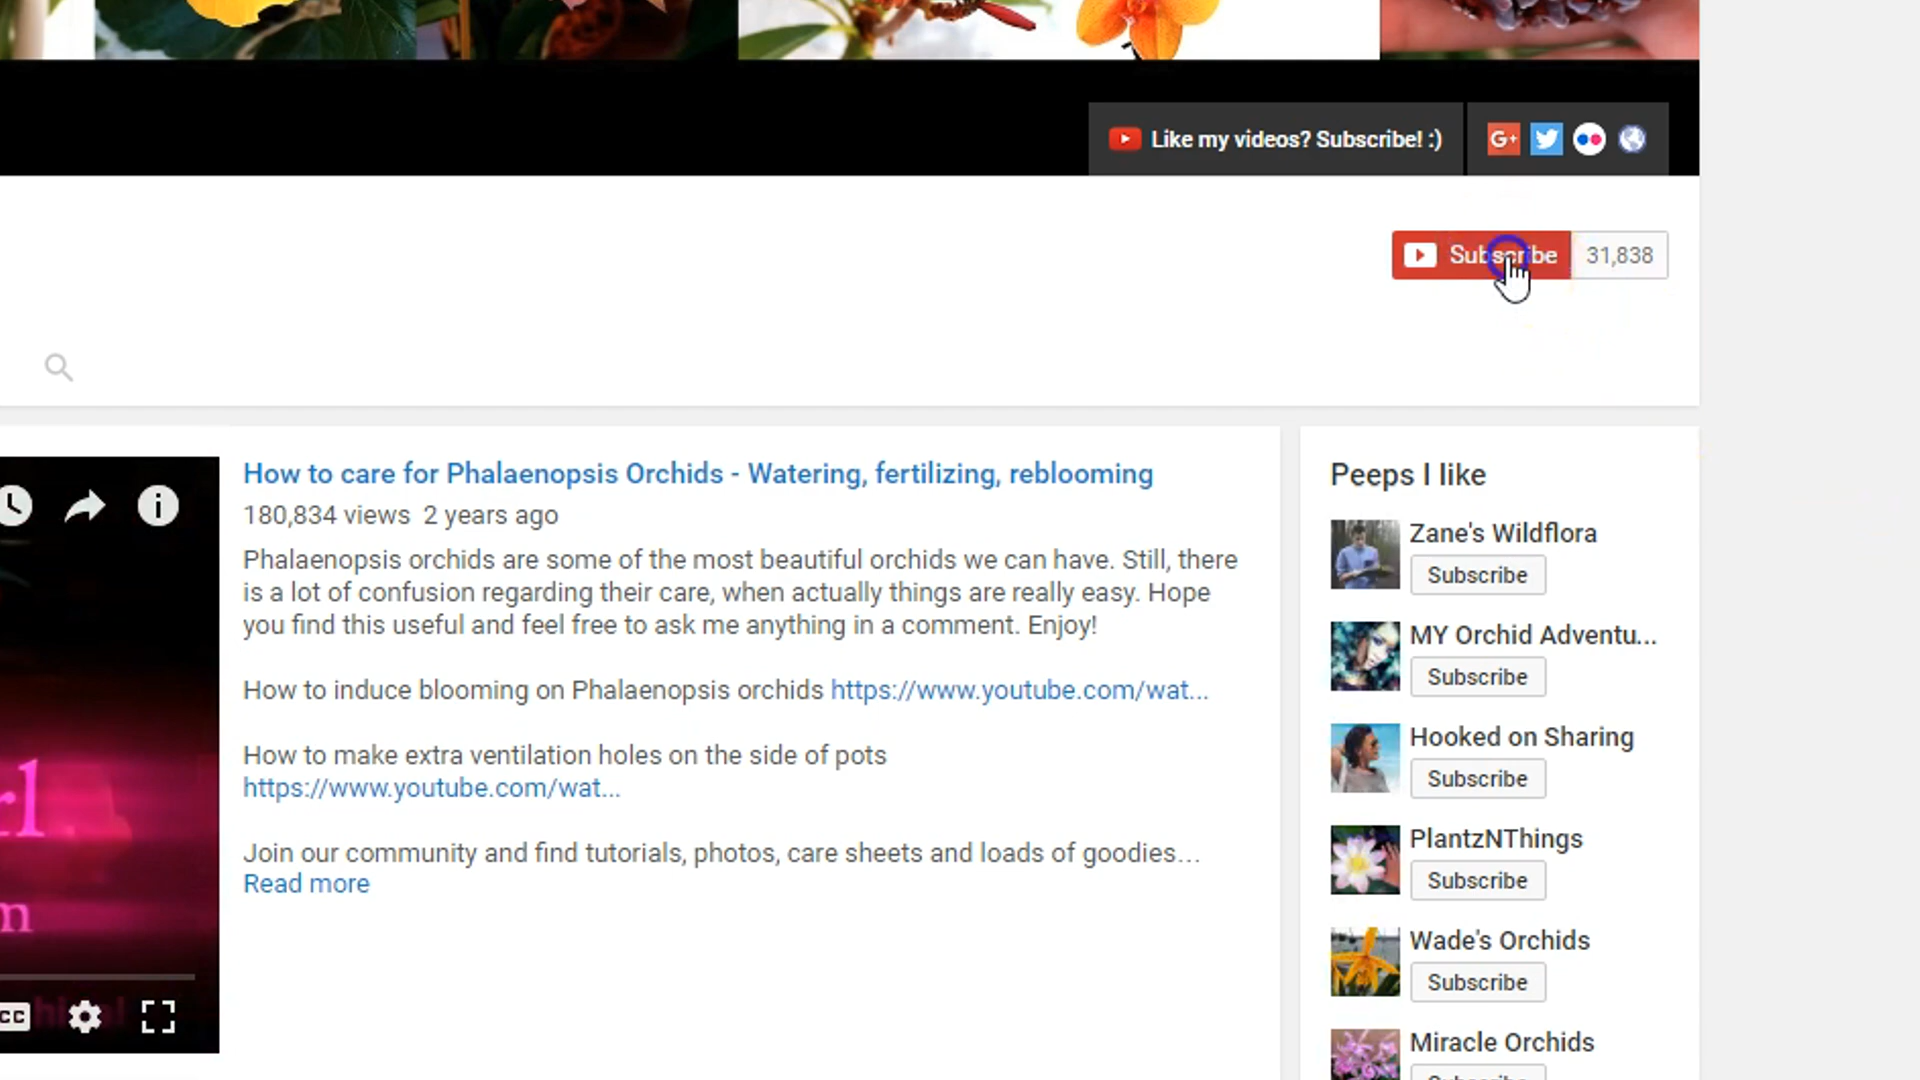 Like my videos? Subscribe! :)
G+
Subscribe 31,838
How to care for Phalaenopsis Orchids - Watering, fertilizing, reblooming
180,834 views 2 years ago
Phalaenopsis orchids are some of the most beautiful orchids we can have. Still, there
is a lot of confusion regarding their care, when actually things are really easy. Hope
you find this useful and feel free to ask me anything in a comment. Enjoy!
How to induce blooming on Phalaenopsis orchids https://www.youtube.com/wat...
How to make extra ventilation holes on the side of pots
https://www.youtube.com/wat...
Join our community and find tutorials, photos, care sheets and loads of goodies...
Read more
CC
Peeps I like
Zane's Wildflora
Subscribe
MY Orchid Adventu...
Subscribe
Hooked on Sharing
Subscribe
PlantzNThings
Subscribe
Wade's Orchids
Subscribe
Miracle Orchids
Subscribe